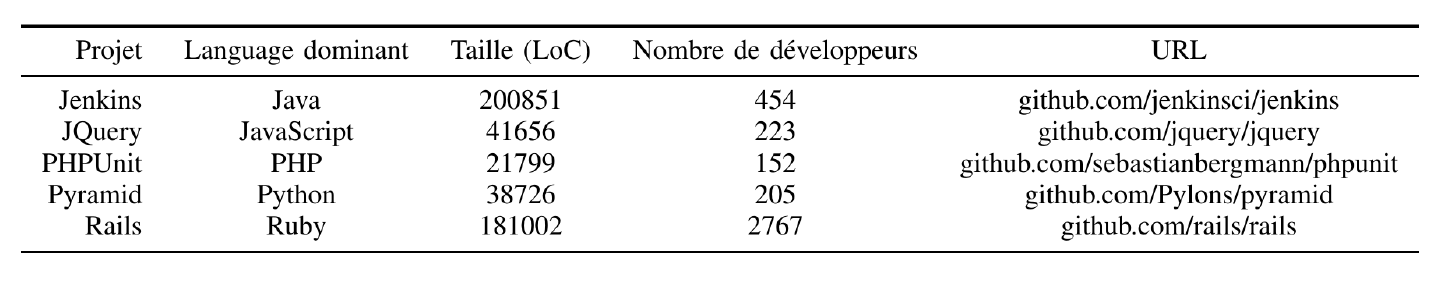 Projet Language dominant Taille (LoC) Nombre de développeurs URL
Jenkins Java 200851 454 github.com/jenkinsci/jenkins
JQuery JavaScript 41656 223 github.com/jquery/jquery
PHPUnit PHP 21799 152 github.com/sebastianbergmann/phpunit
Pyramid Python 38726 205 github.com/Pylons/pyramid
Rails Ruby 181002 2767 github.com/rails/rails